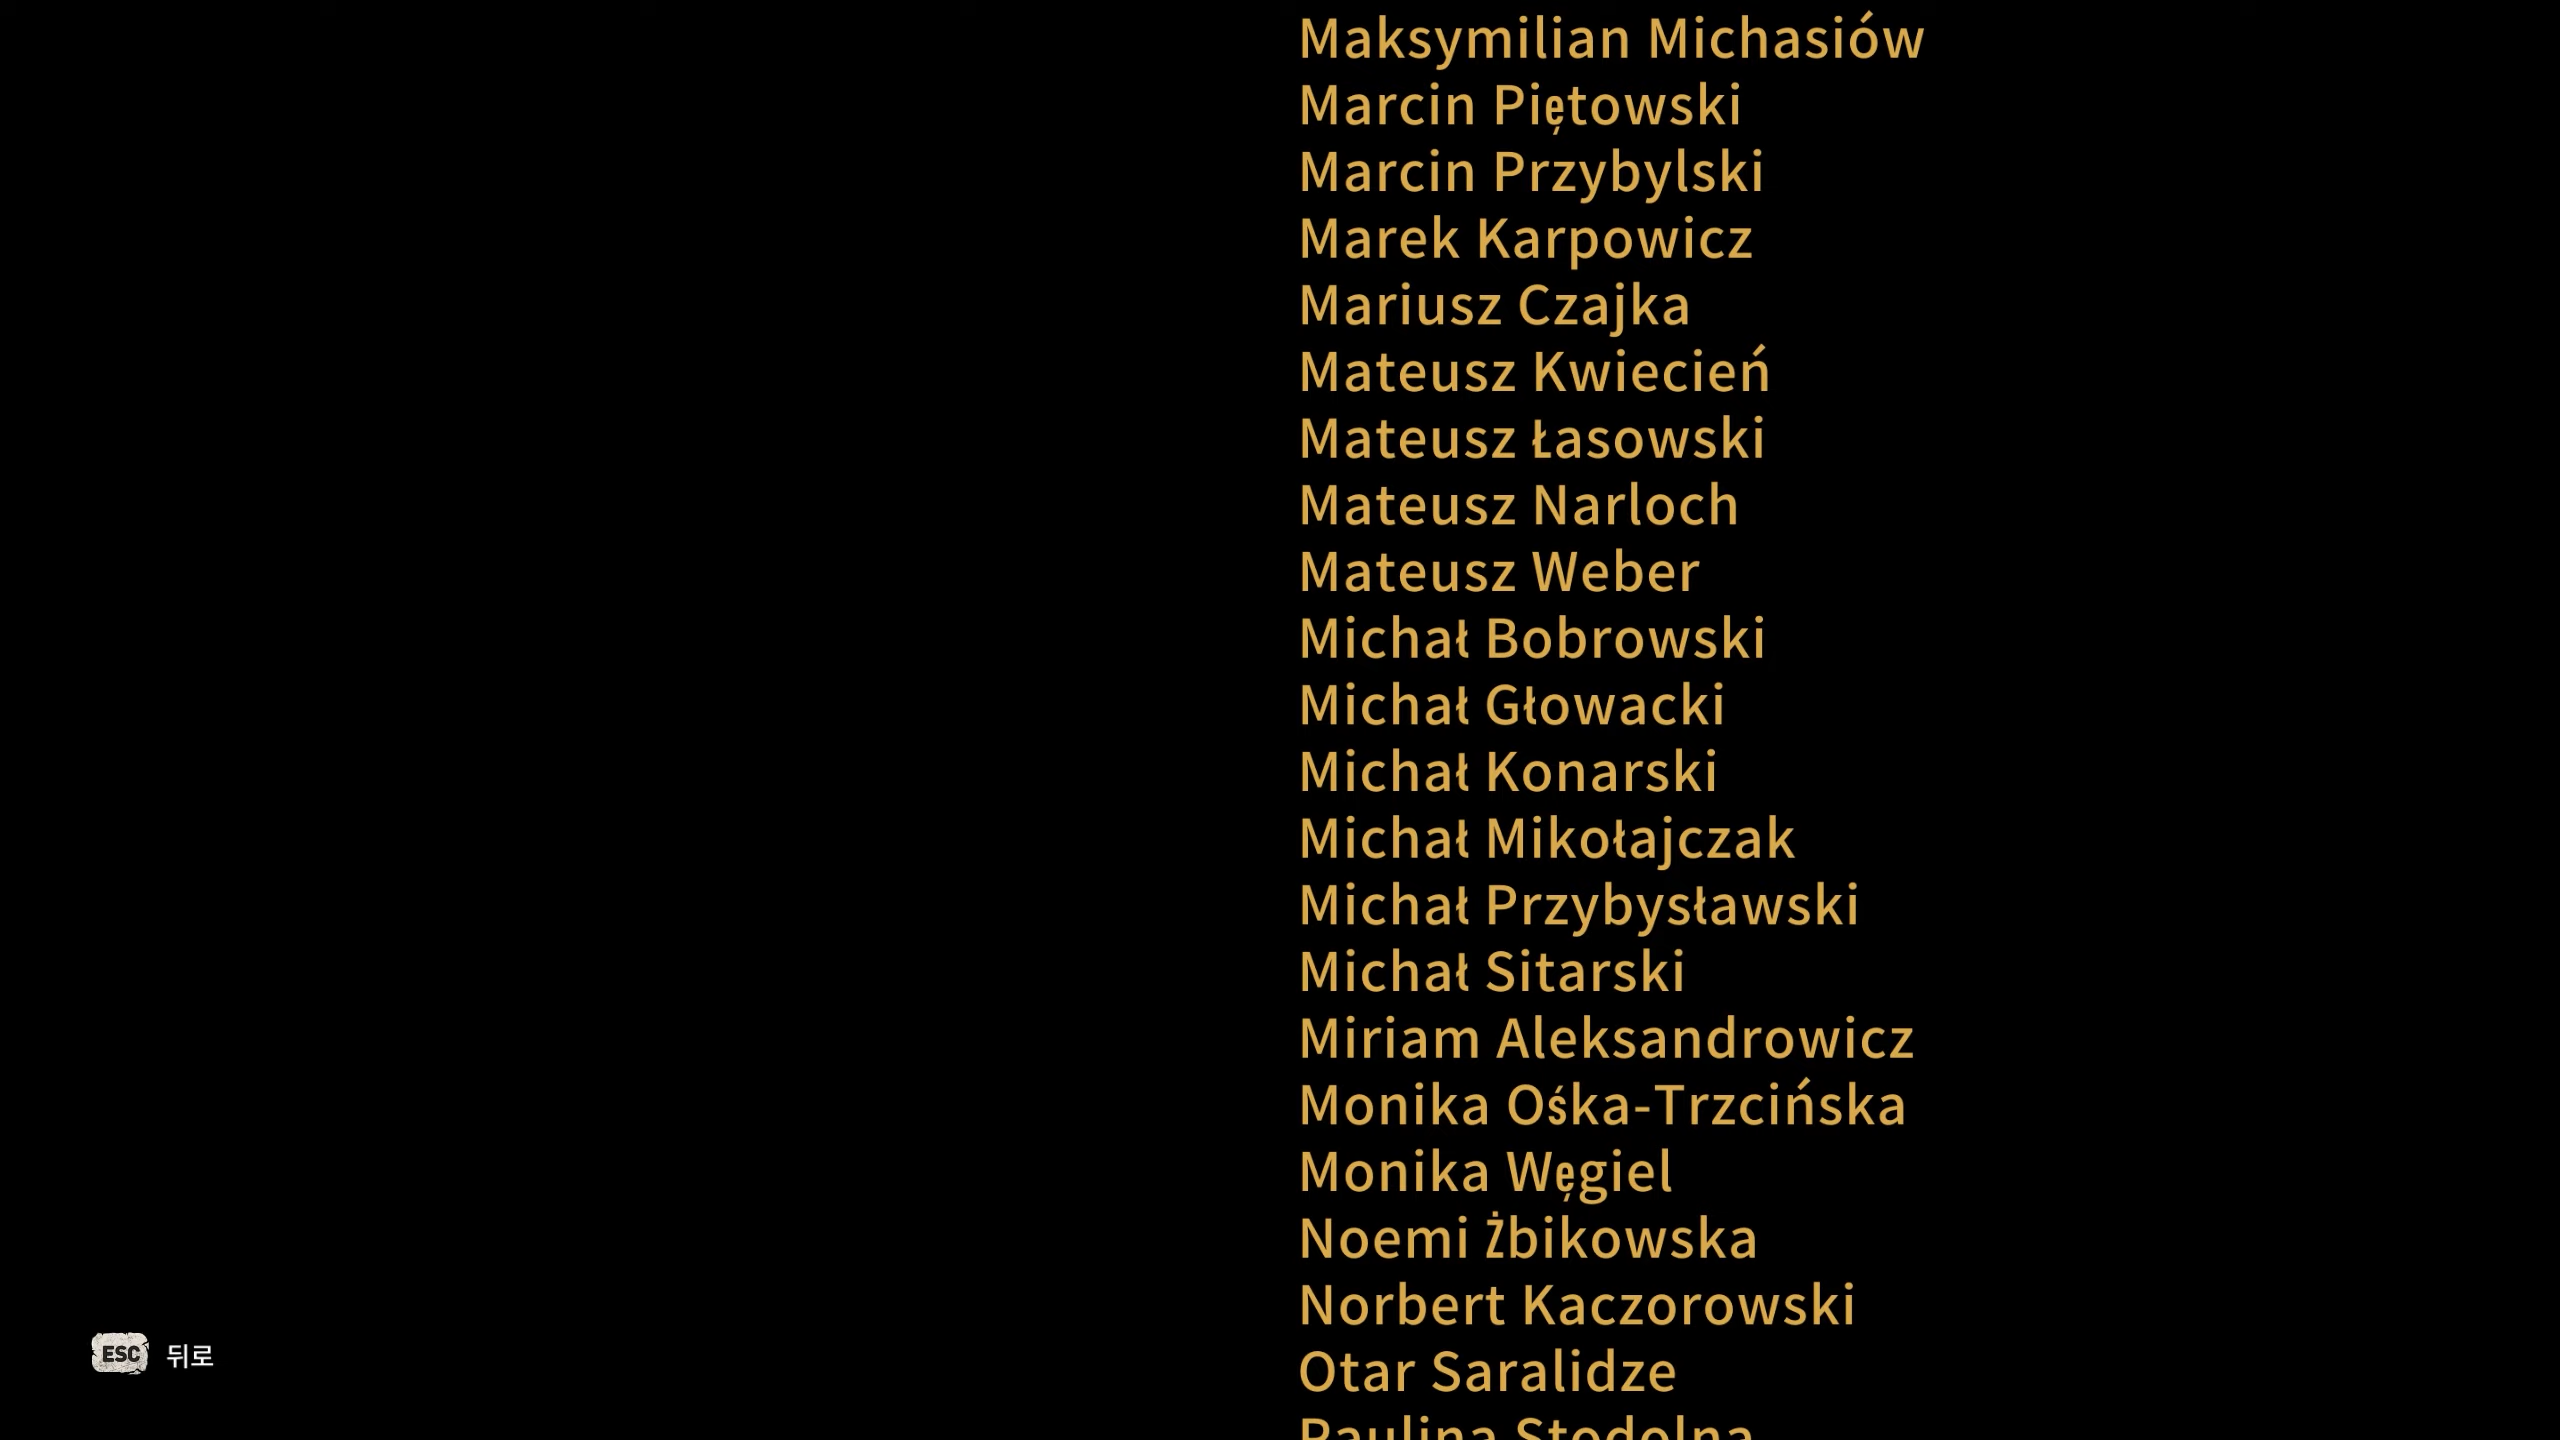 Maksymilian Michasiów
Marcin Piętowski
Marcin Przybylski
Marek Karpowicz
Mariusz Czajka
Mateusz Kwiecień
Mateusz Łasowski
Mateusz Narloch
Mateusz Weber
Michał Bobrowski
Michał Głowacki
Michał Konarski
Michał Mikołajczak
Michał Przybysławski
Michał Sitarski
Miriam Aleksandrowicz
Monika Ośka-Trzcińska
Monika Węgiel
Noemi Żbikowska
Norbert Kaczorowski
ESC 뒤로
Otar Saralidze
Paulina Stodolna